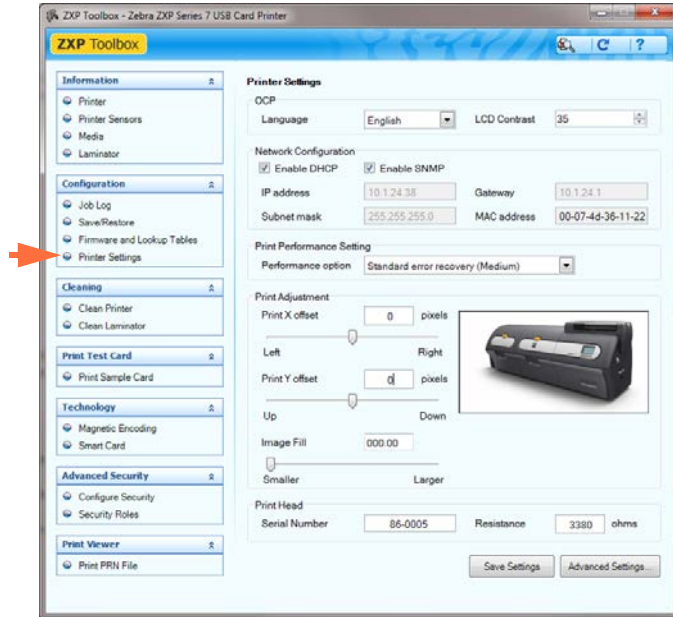 ZXP Toolbox - Zebra ZXP Series 7 USB Card Printer
ZXP Toolbox
?
Information
Printer
Printer Sensors
Media
Laminator
Configuration
Job Log
Save/Restore
Firmware and Lookup Tables
Printer Settings
Cleaning
Clean Printer
Clean Laminator
Print Test Card
Print Sample Card
Technology
Magnetic Encoding
Smart Card
Advanced Security
Configure Security
Security Roles
Print Viewer
Print PRN File
Printer Settings
OCP
Language English LCD Contrast 35
Network Configuration
Enable DHCP Enable SNMP
IP address 10.1.24.38 Gateway 10.1.24.1
Subnet mask 255.255.255.0 MAC address 00-07-4d-36-11-22
Print Performance Setting
Performance option Standard error recovery (Medium)
Print Adjustment
Print X offset 0 pixels
Left Right
Print Y offset 0 pixels
Up Down
Image Fill 000.00
Smaller Larger
Print Head
Serial Number 86-0005 Resistance 3380 ohms
Save Settings Advanced Settings...